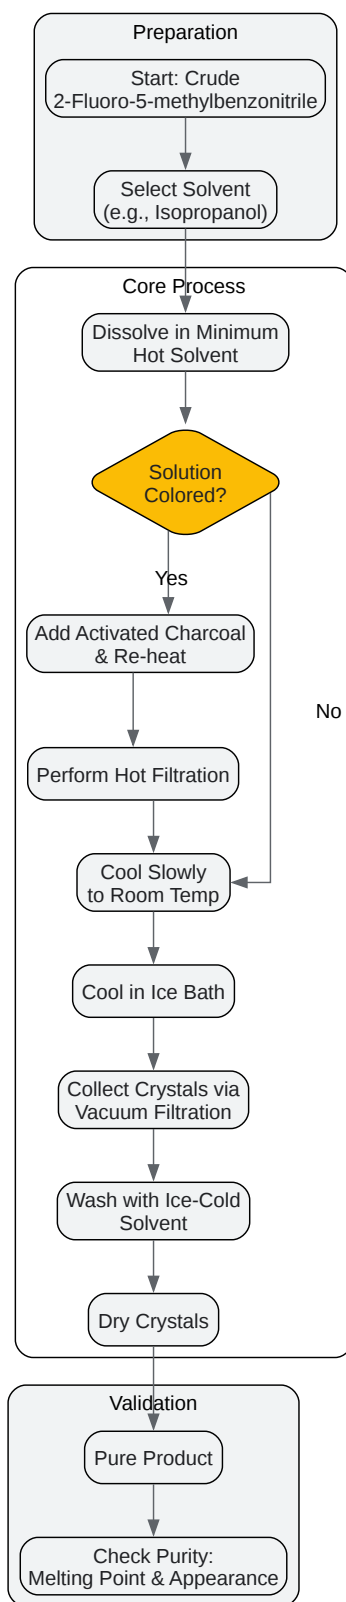 Preparation
Start: Crude
2-Fluoro-5-methylbenzonitrile
Select Solvent
(e.g., Isopropanol)
Core Process
Dissolve in Minimum
Hot Solvent
Solution
Colored?
Yes
Add Activated Charcoal
& Re-heat
No
Perform Hot Filtration
Cool Slowly
to Room Temp
Cool in Ice Bath
Collect Crystals via
Vacuum Filtration
Wash with Ice-Cold
Solvent
Dry Crystals
Validation
Pure Product
Check Purity:
Melting Point & Appearance